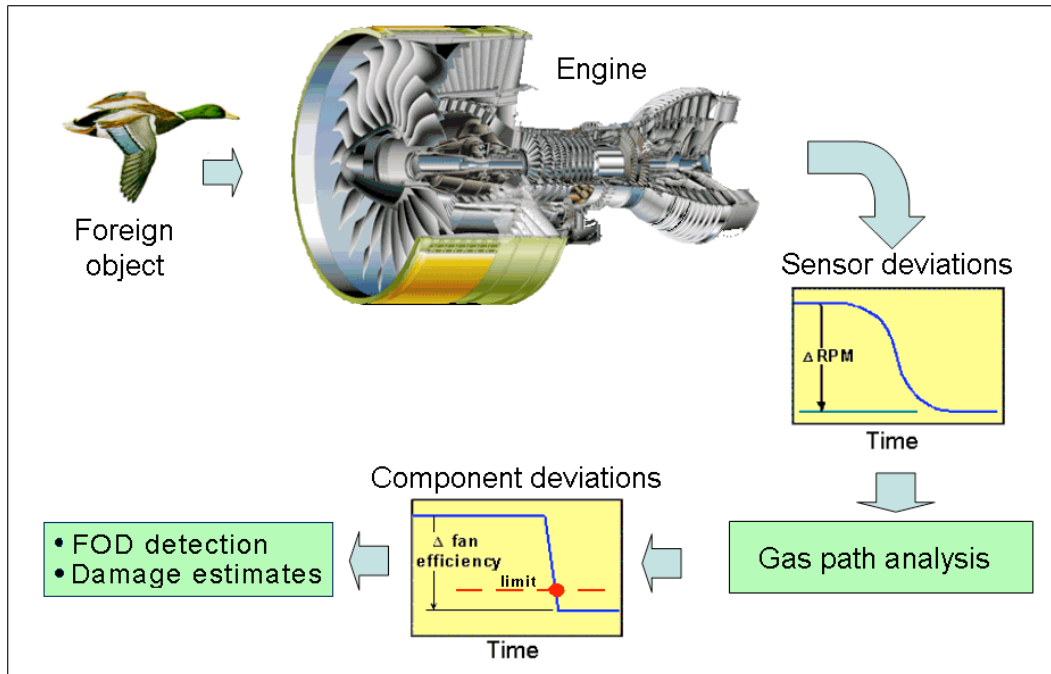 Engine
Foreign
object
Sensor deviations
Δ RPM
Time
Gas path analysis
Component deviations
Δ fan
efficiency
limit
Time
• FOD detection
• Damage estimates